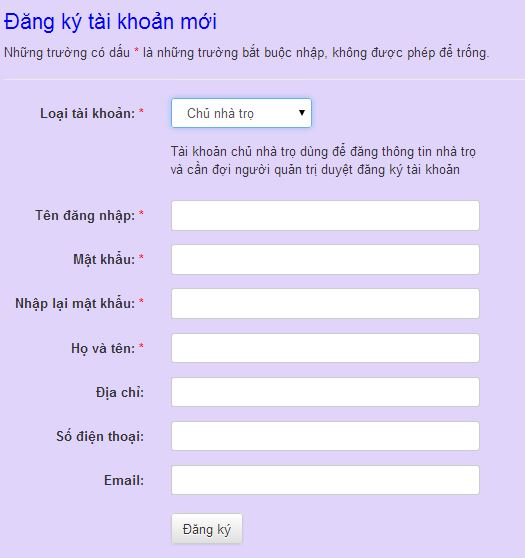 Đăng ký tài khoản mới
Những trường có dấu * là những trường bắt buộc nhập, không được phép để trống.
Loại tài khoản: * Chủ nhà trọ
Tài khoản chủ nhà trọ dùng để đăng thông tin nhà trọ
và cần đợi người quản trị duyệt đăng ký tài khoản
Tên đăng nhập: *
Mật khẩu: *
Nhập lại mật khẩu: *
Họ và tên: *
Địa chỉ:
Số điện thoại:
Email:
Đăng ký